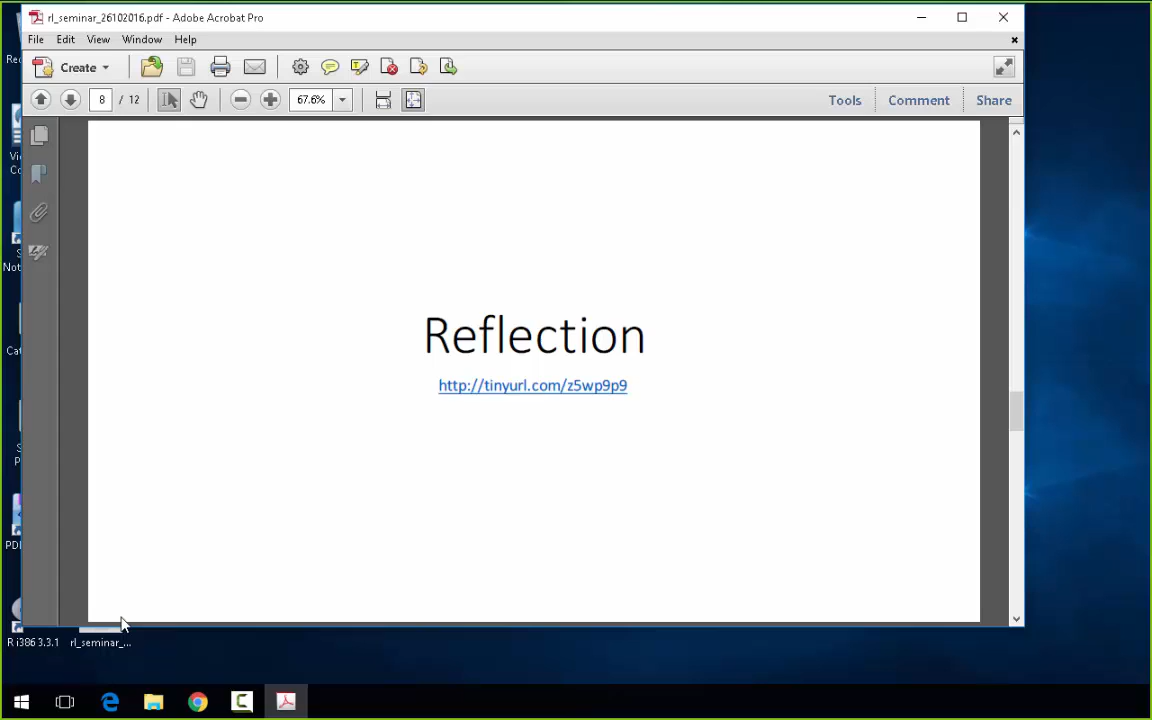 rl_seminar_26102016.pdf - Adobe Acrobat Pro
File Edit View Window Help
Create
8 / 12 67.6% Tools Comment Share
Reflection
http://tinyurl.com/z5wp9p9
R i386 3.3.1 rl_seminar_...